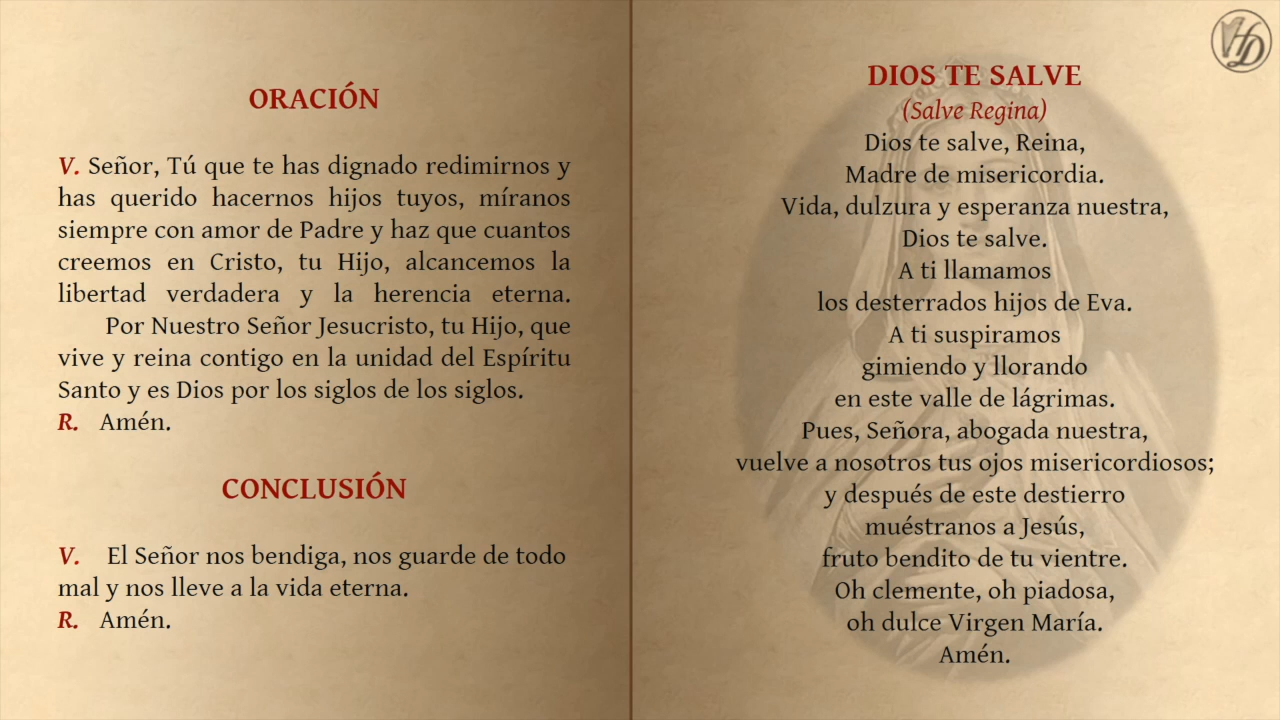 ORACIÓN
V. Señor, Tú que te has dignado redimirnos y
has querido hacernos hijos tuyos, míranos
siempre con amor de Padre y haz que cuantos
creemos en Cristo, tu Hijo, alcancemos la
libertad verdadera y la herencia eterna.
Por Nuestro Señor Jesucristo, tu Hijo, que
vive y reina contigo en la unidad del Espíritu
Santo y es Dios por los siglos de los siglos.
R. Amén.
CONCLUSIÓN
V. El Señor nos bendiga, nos guarde de todo
mal y nos lleve a la vida eterna.
R. Amén.
DIOS TE SALVE
(Salve Regina)
Dios te salve, Reina,
Madre de misericordia.
Vida, dulzura y esperanza nuestra,
Dios te salve.
A ti llamamos
los desterrados hijos de Eva.
A ti suspiramos
gimiendo y llorando
en este valle de lágrimas.
Pues, Señora, abogada nuestra,
vuelve a nosotros tus ojos misericordiosos;
y después de este destierro
muéstranos a Jesús,
fruto bendito de tu vientre.
Oh clemente, oh piadosa,
oh dulce Virgen María.
Amén.